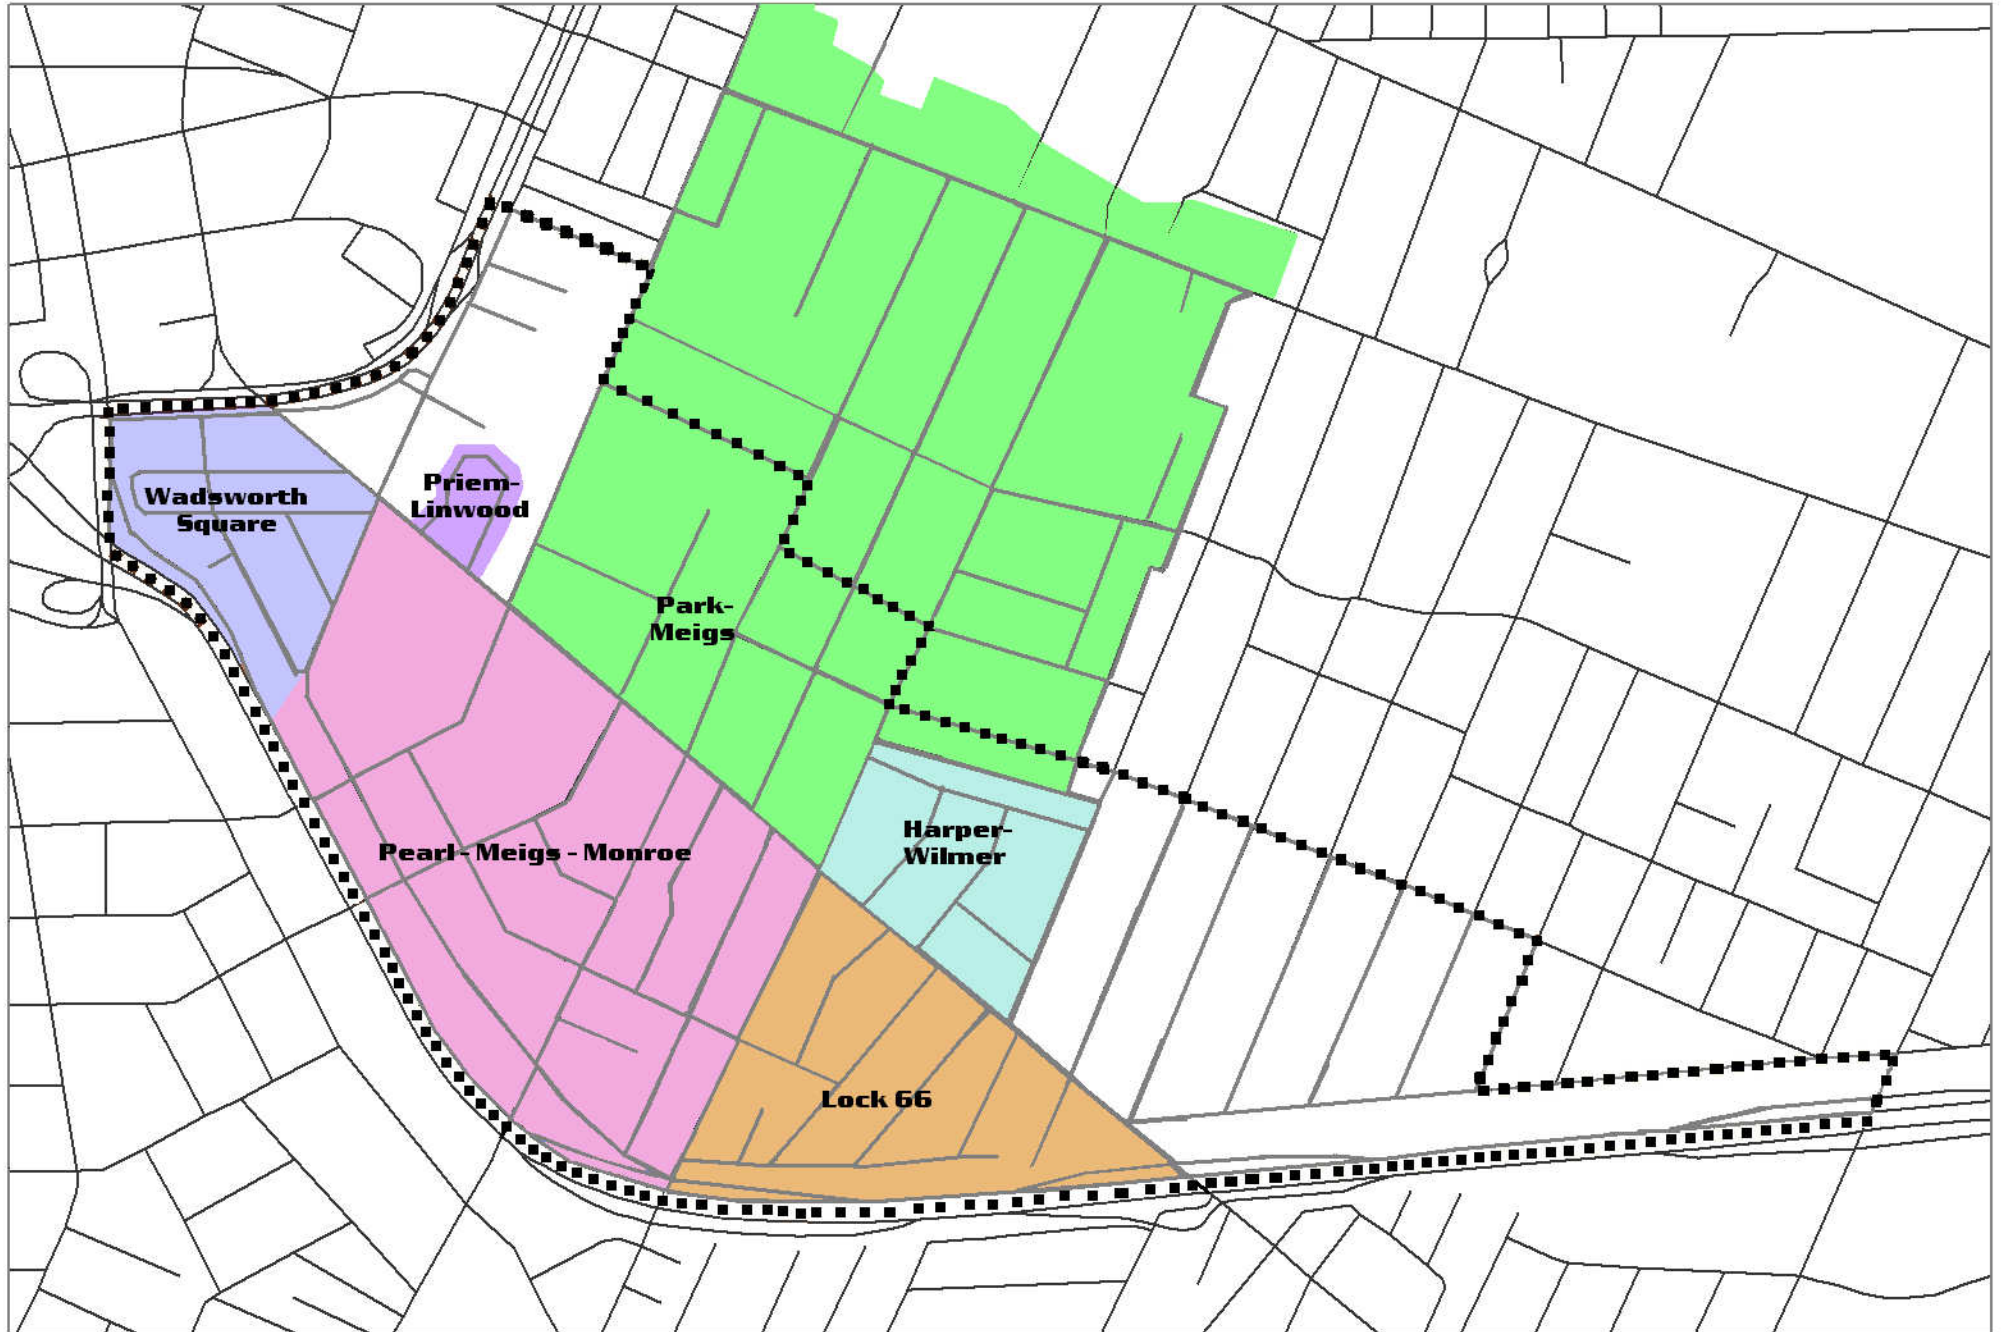 Wadsworth
Square
Priem-
Linwood
Park-
Meigs
Harper-
Wilmer
Pearl - Meigs - Monroe
Lock 66